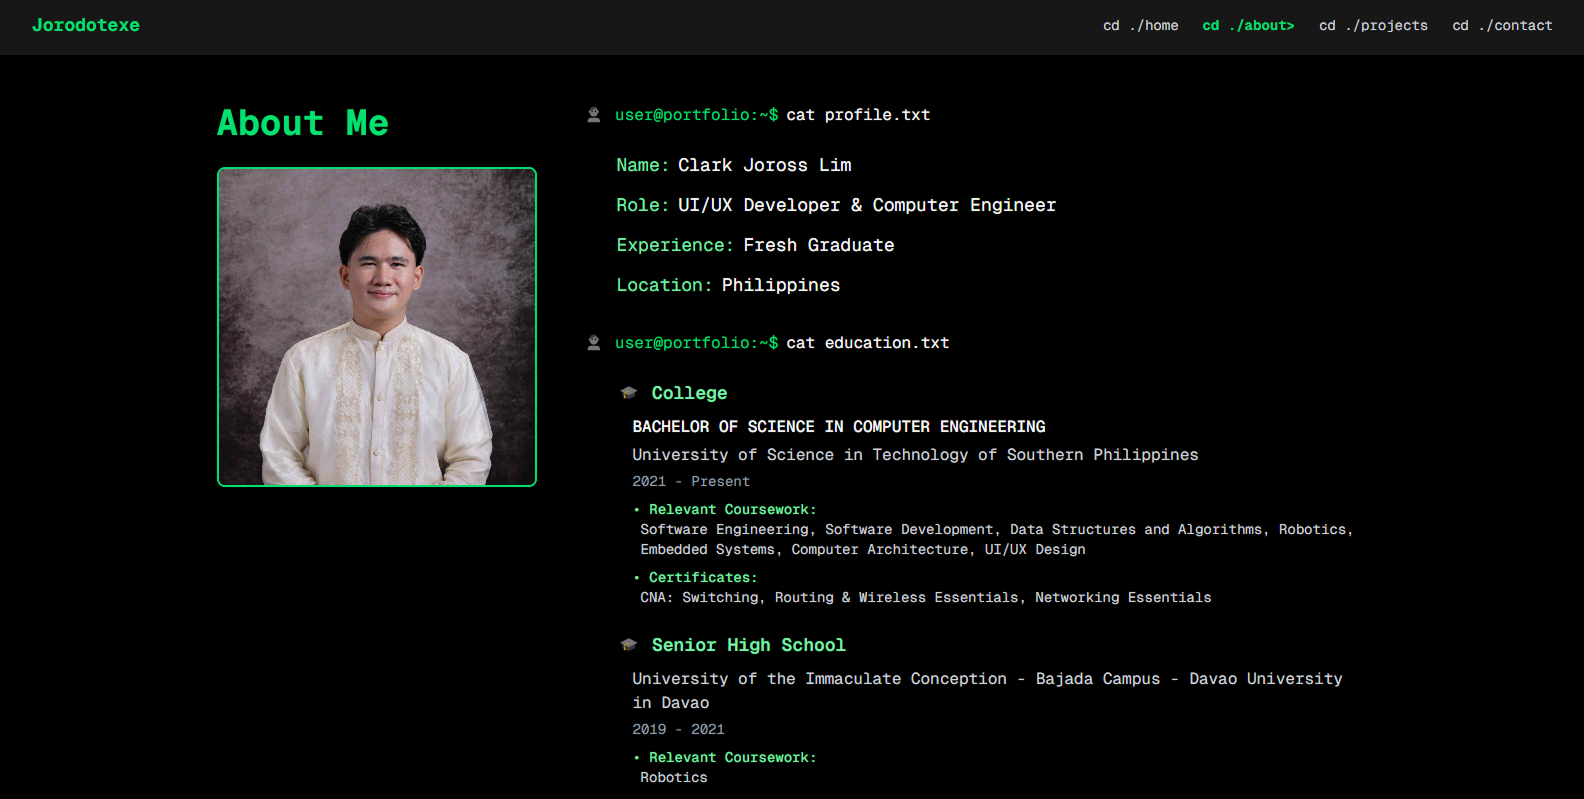 Jorodotexe
cd ./home
cd ./about>
cd ./projects
cd ./contact
About Me
user@portfolio:~$ cat profile.txt
Name: Clark Joross Lim
Role: UI/UX Developer & Computer Engineer
Experience: Fresh Graduate
Location: Philippines
user@portfolio:~$ cat education.txt
College
BACHELOR OF SCIENCE IN COMPUTER ENGINEERING
University of Science in Technology of Southern Philippines
2021 - Present
• Relevant Coursework:
Software Engineering, Software Development, Data Structures and Algorithms, Robotics,
Embedded Systems, Computer Architecture, UI/UX Design
• Certificates:
CNA: Switching, Routing & Wireless Essentials, Networking Essentials
Senior High School
University of the Immaculate Conception - Bajada Campus - Davao University
in Davao
2019 - 2021
• Relevant Coursework:
Robotics